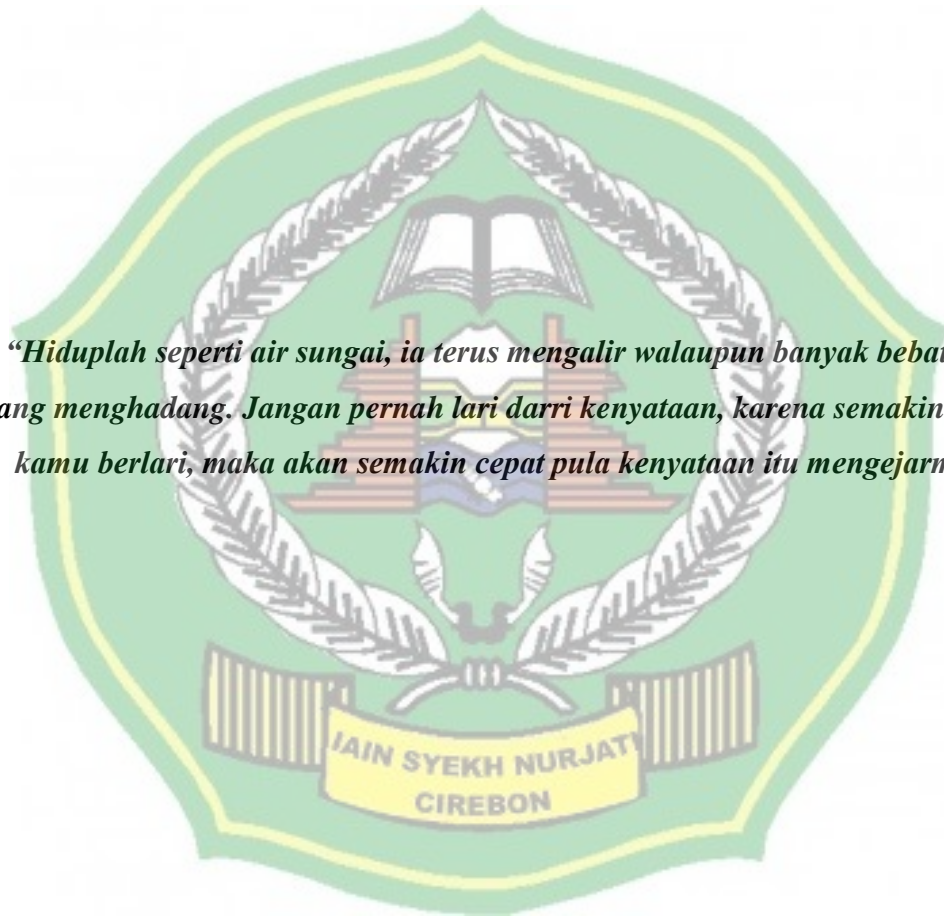 “Hiduplah seperti air sungai, ia terus mengalir walaupun banyak bebat
ang menghadang. Jangan pernah lari darri kenyataan, karena semakin
kamu berlari, maka akan semakin cepat pula kenyataan itu mengejarm
IAIN SYEKH NURJATI
CIREBON